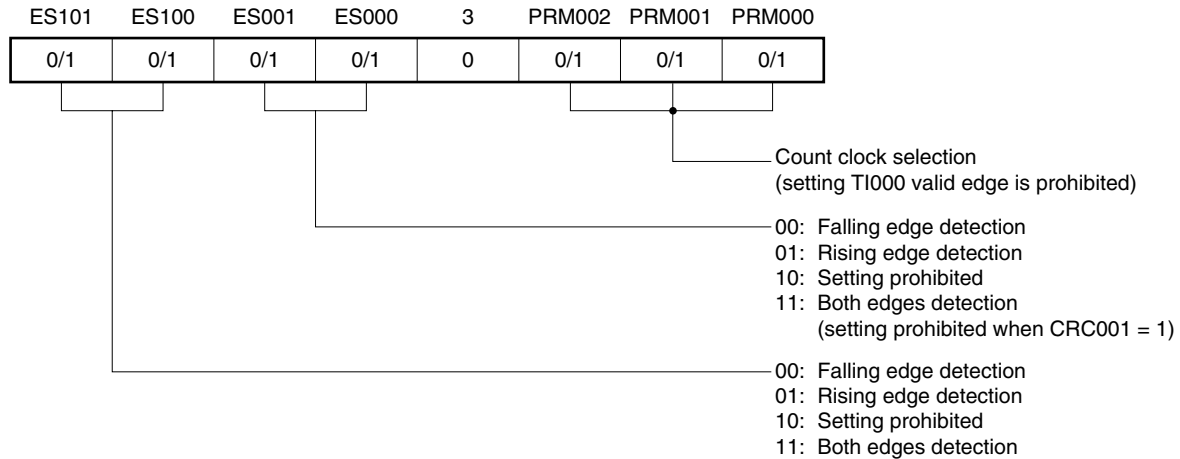 ES101 ES100 ES001 ES000 3 PRM002 PRM001 PRM000
0/1 0/1 0/1 0/1 0 0/1 0/1 0/1
Count clock selection
(setting TI000 valid edge is prohibited)
00: Falling edge detection
01: Rising edge detection
10: Setting prohibited
11: Both edges detection
(setting prohibited when CRC001 = 1)
00: Falling edge detection
01: Rising edge detection
10: Setting prohibited
11: Both edges detection